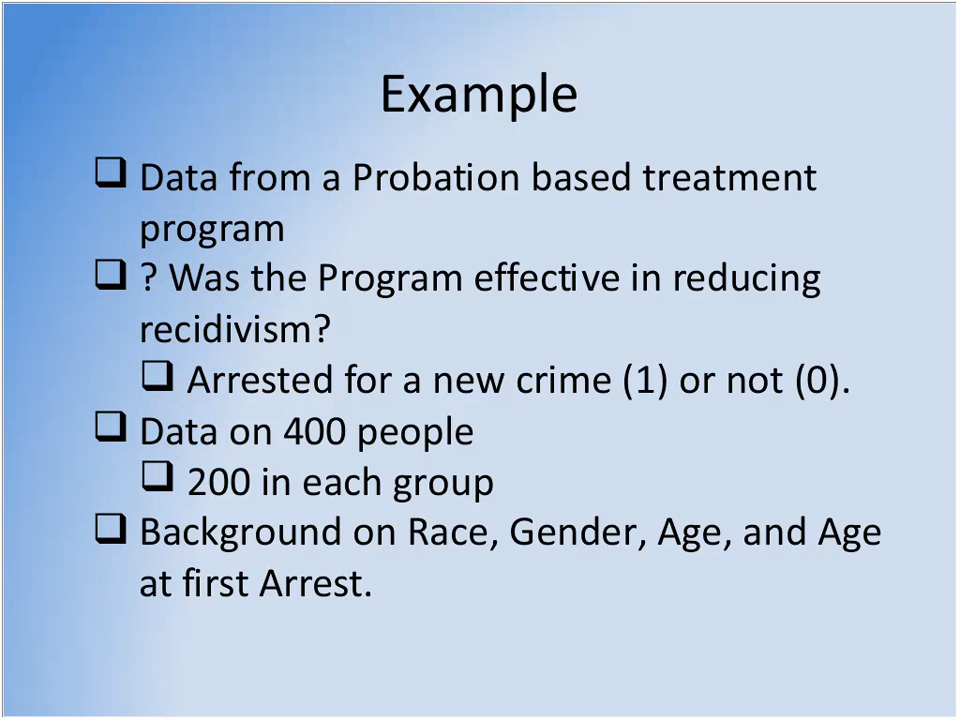 Example
❑ Data from a Probation based treatment
program
❑ ? Was the Program effective in reducing
recidivism?
❑ Arrested for a new crime (1) or not (0).
❑ Data on 400 people
❑ 200 in each group
❑ Background on Race, Gender, Age, and Age
at first Arrest.